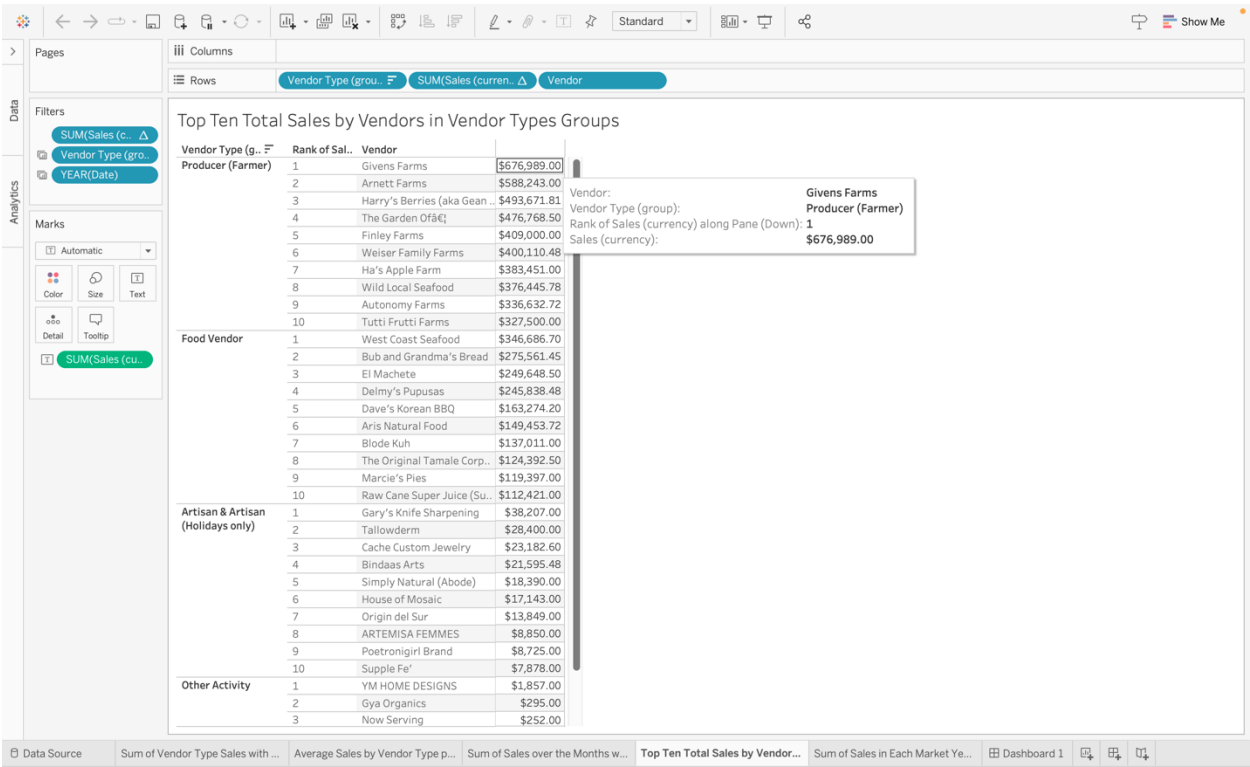 Standard
Show Me
Pages
iii Columns
Rows
Vendor Type (grou..
SUM(Sales (curren.. Δ
Vendor
Data
Analytics
Filters
SUM(Sales (c.. Δ
Vendor Type (gro..
YEAR(Date)
Marks
Automatic
Color
Size
Text
Detail
Tooltip
SUM(Sales (cu..
Top Ten Total Sales by Vendors in Vendor Types Groups
Vendor Type (g.. Rank of Sal.. Vendor
Producer (Farmer) 1 Givens Farms $676,989.00
2 Arnett Farms $588,243.00
3 Harry's Berries (aka Gean .. $493,671.81
4 The Garden Ofâ€¦ $476,768.50
5 Finley Farms $409,000.00
6 Weiser Family Farms $400,110.48
7 Ha's Apple Farm $383,451.00
8 Wild Local Seafood $376,445.78
9 Autonomy Farms $336,632.72
10 Tutti Frutti Farms $327,500.00
Food Vendor 1 West Coast Seafood $346,686.70
2 Bub and Grandma's Bread $275,561.45
3 El Machete $249,648.50
4 Delmy's Pupusas $245,838.48
5 Dave's Korean BBQ $163,274.20
6 Aris Natural Food $149,453.72
7 Blode Kuh $137,011.00
8 The Original Tamale Corp.. $124,392.50
9 Marcie's Pies $119,397.00
10 Raw Cane Super Juice (Su.. $112,421.00
Artisan & Artisan (Holidays only) 1 Gary's Knife Sharpening $38,207.00
2 Tallowderm $28,400.00
3 Cache Custom Jewelry $23,182.60
4 Bindaas Arts $21,595.48
5 Simply Natural (Abode) $18,390.00
6 House of Mosaic $17,143.00
7 Origin del Sur $13,849.00
8 ARTEMISA FEMMES $8,850.00
9 Poetronigirl Brand $8,725.00
10 Supple Fe' $7,878.00
Other Activity 1 YM HOME DESIGNS $1,857.00
2 Gya Organics $295.00
3 Now Serving $252.00
Vendor: Givens Farms
Vendor Type (group): Producer (Farmer)
Rank of Sales (currency) along Pane (Down): 1
Sales (currency): $676,989.00
Data Source
Sum of Vendor Type Sales with ...
Average Sales by Vendor Type p...
Sum of Sales over the Months w...
Top Ten Total Sales by Vendor...
Sum of Sales in Each Market Ye...
Dashboard 1